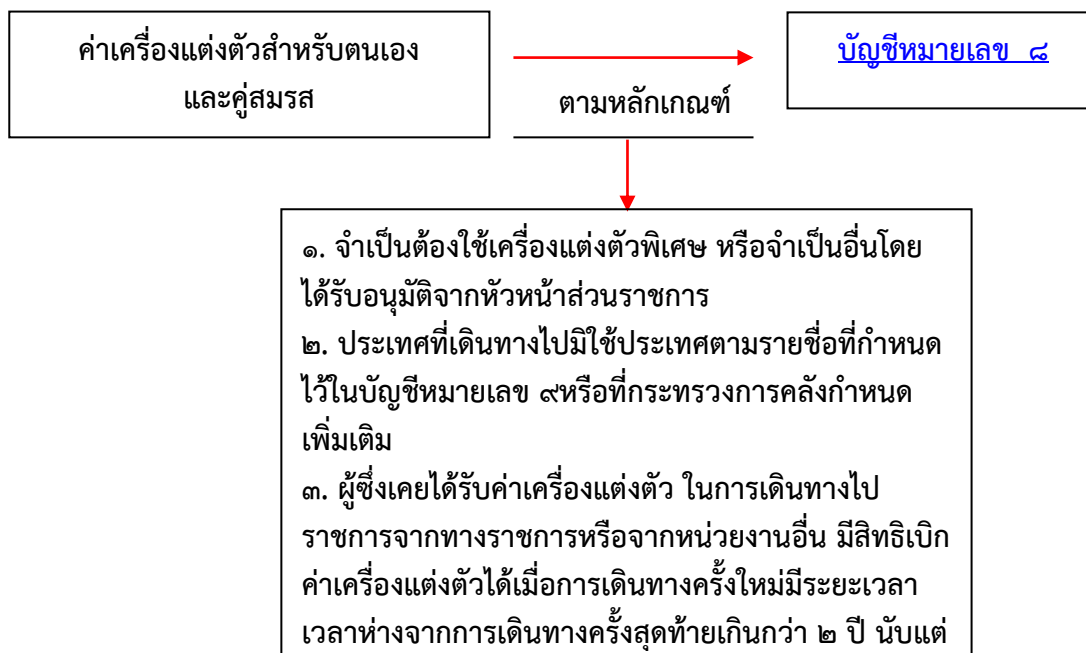 ค่าเครื่องแต่งตัวสำหรับตนเอง
และคู่สมรส
ตามหลักเกณฑ์
บัญชีหมายเลข ๘
๑. จำเป็นต้องใช้เครื่องแต่งตัวพิเศษ หรือจำเป็นอื่นโดย
ได้รับอนุมัติจากหัวหน้าส่วนราชการ
๒. ประเทศที่เดินทางไปมิใช่ประเทศตามรายชื่อที่กำหนด
ไว้ในบัญชีหมายเลข ๙หรือที่กระทรวงการคลังกำหนด
เพิ่มเติม
๓. ผู้ซึ่งเคยได้รับค่าเครื่องแต่งตัว ในการเดินทางไป
ราชการจากทางราชการหรือจากหน่วยงานอื่น มีสิทธิเบิก
ค่าเครื่องแต่งตัวได้เมื่อการเดินทางครั้งใหม่มีระยะเวลา
เวลาห่างจากการเดินทางครั้งสุดท้ายเกินกว่า ๒ ปี นับแต่